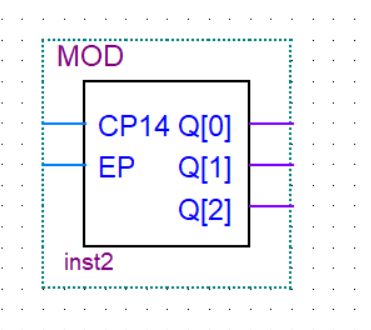 MOD
CP14 Q[0]
EP Q[1]
Q[2]
inst2